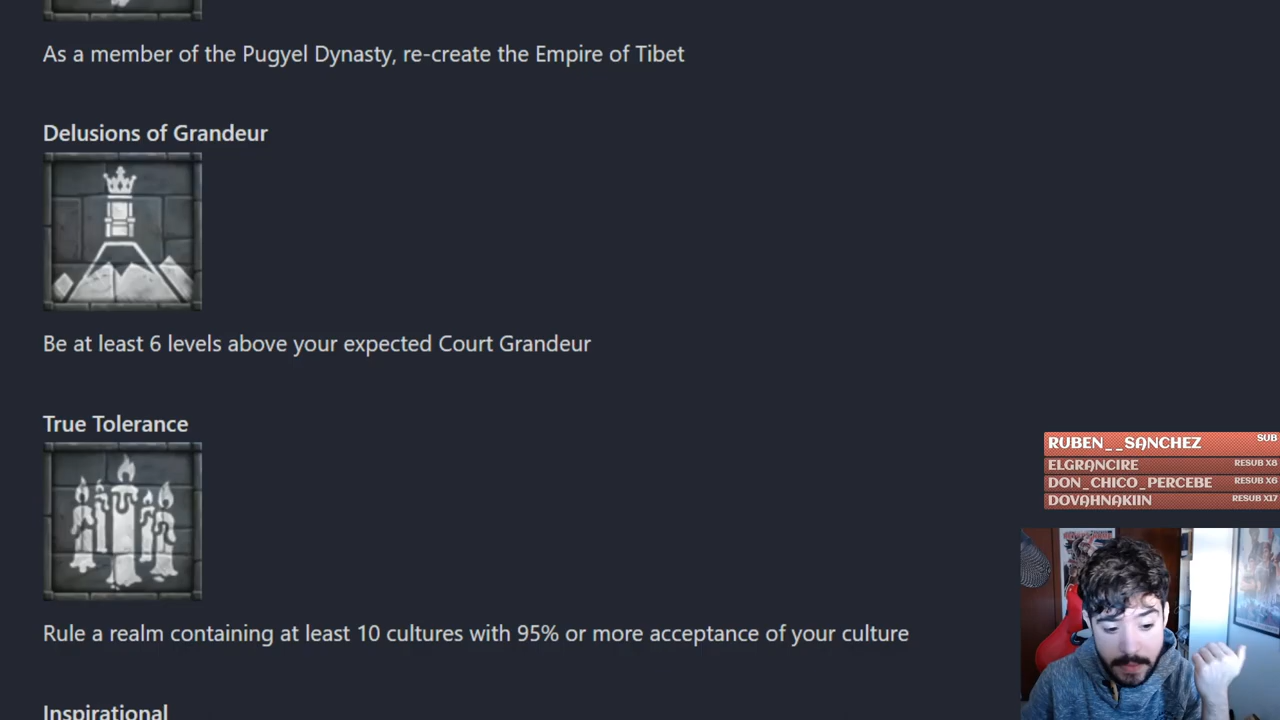 As a member of the Pugyel Dynasty, re-create the Empire of Tibet
Delusions of Grandeur
Be at least 6 levels above your expected Court Grandeur
True Tolerance
Rule a realm containing at least 10 cultures with 95% or more acceptance of your culture
Inspirational
RUBEN__SANCHEZ SUB
ELGRANCIRE RESUB X8
DON_CHICO_PERCEBE RESUB X6
DOVAHNAKIIN RESUB X17